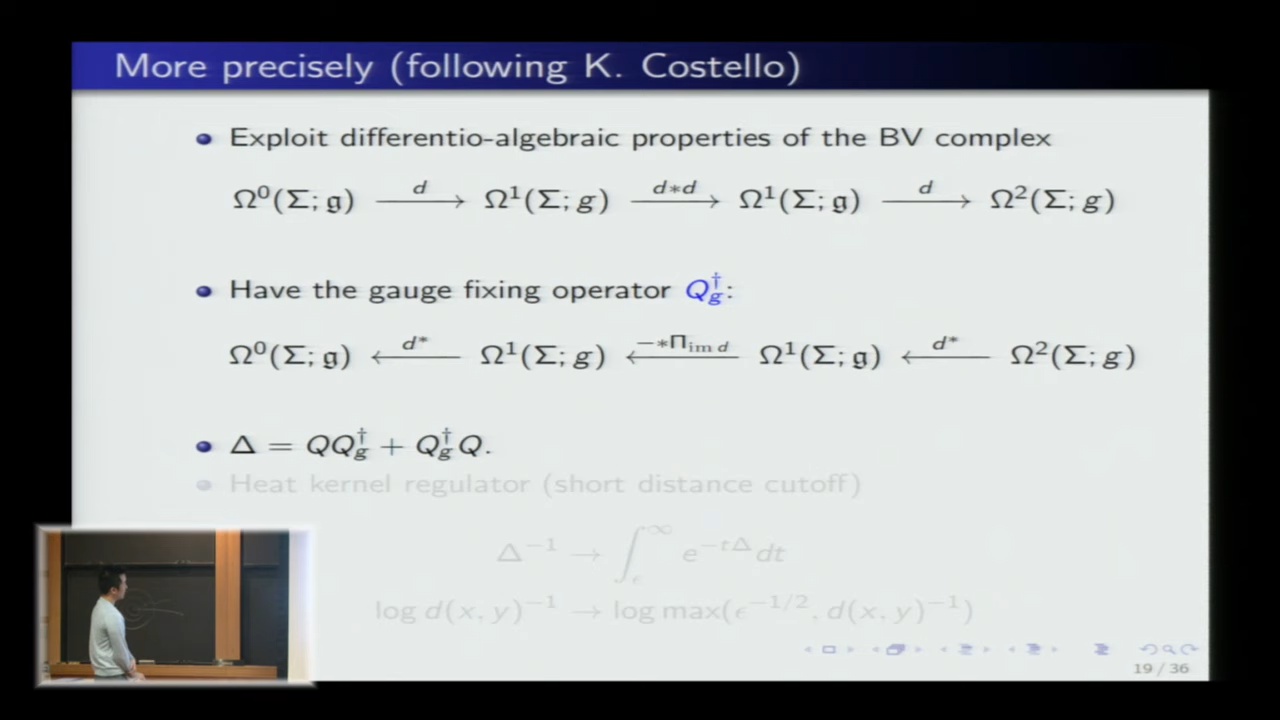 More precisely (following K. Costello)
Exploit differentio-algebraic properties of the BV complex
Ω⁰(Σ; 𝔤) —d→ Ω¹(Σ; g) —d∗d→ Ω¹(Σ; 𝔤) —d→ Ω²(Σ; g)
Have the gauge fixing operator Q_g^†:
Ω⁰(Σ; 𝔤) ←d*— Ω¹(Σ; g) ←−∗Π_{im d}— Ω¹(Σ; 𝔤) ←d*— Ω²(Σ; g)
Δ = QQ_g^† + Q_g^†Q.
Heat kernel regulator (short distance cutoff)
Δ⁻¹ → ∫_ϵ^∞ e^{−tΔ}dt
log d(x, y)⁻¹ → log max(ϵ^{−1/2}, d(x, y)⁻¹)
19 / 36